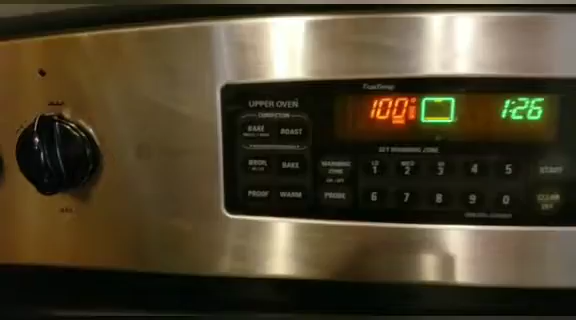 TrueTemp
UPPER OVEN
100 1:26
CONVECTION
BAKE ROAST
SET WARMING ZONE
BROIL BAKE
WARMING ZONE
LO MED HI
1 2 3 4 5 START
PROOF WARM
PROBE
6 7 8 9 0
CLEAR OFF